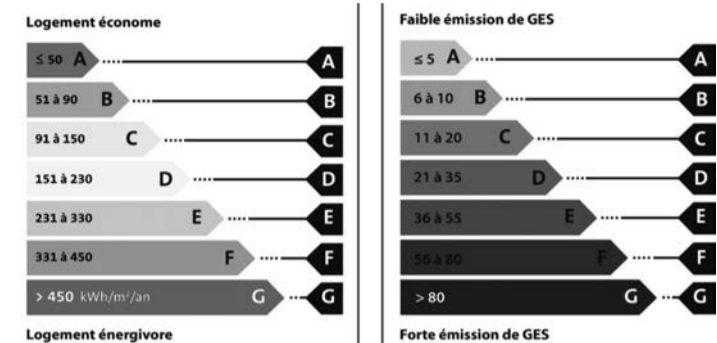 Logement économe
≤ 50 A A
51 à 90 B B
91 à 150 C C
151 à 230 D D
231 à 330 E E
331 à 450 F F
> 450 kWh/m²/an G G
Logement énergivore
Faible émission de GES
≤ 5 A A
6 à 10 B B
11 à 20 C C
21 à 35 D D
36 à 55 E E
56 à 80 F F
> 80 G G
Forte émission de GES